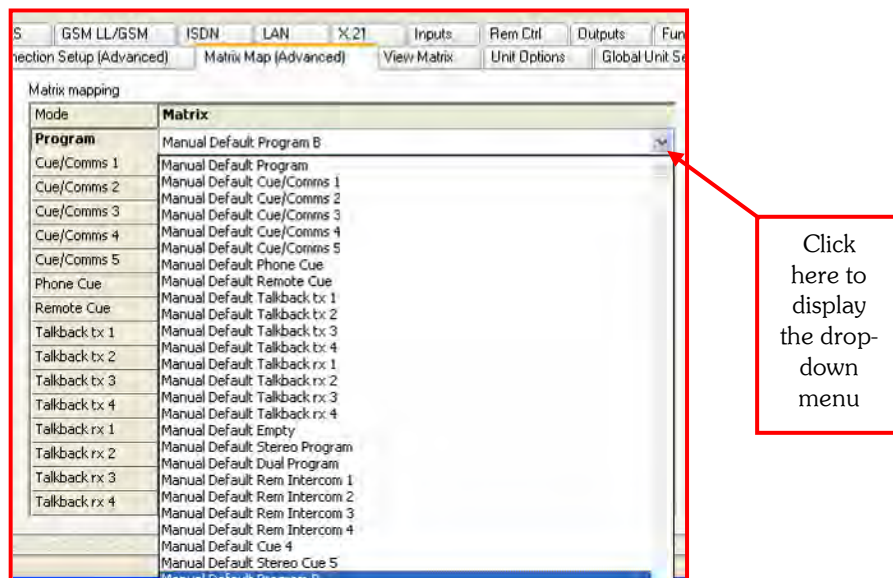 S GSM LL/GSM ISDN LAN X.21 Inputs Rem Ctrl Outputs Fun
nection Setup (Advanced) Matrix Map (Advanced) View Matrix Unit Options Global Unit Se
Matrix mapping
Mode Matrix
Program Manual Default Program B
Cue/Comms 1
Cue/Comms 2
Cue/Comms 3
Cue/Comms 4
Cue/Comms 5
Phone Cue
Remote Cue
Talkback tx 1
Talkback tx 2
Talkback tx 3
Talkback tx 4
Talkback rx 1
Talkback rx 2
Talkback rx 3
Talkback rx 4
Manual Default Program
Manual Default Cue/Comms 1
Manual Default Cue/Comms 2
Manual Default Cue/Comms 3
Manual Default Cue/Comms 4
Manual Default Cue/Comms 5
Manual Default Phone Cue
Manual Default Remote Cue
Manual Default Talkback tx 1
Manual Default Talkback tx 2
Manual Default Talkback tx 3
Manual Default Talkback tx 4
Manual Default Talkback rx 1
Manual Default Talkback rx 2
Manual Default Talkback rx 3
Manual Default Talkback rx 4
Manual Default Empty
Manual Default Stereo Program
Manual Default Dual Program
Manual Default Rem Intercom 1
Manual Default Rem Intercom 2
Manual Default Rem Intercom 3
Manual Default Rem Intercom 4
Manual Default Cue 4
Manual Default Stereo Cue 5
Manual Default Program B
Click
here to
display
the drop-
down
menu